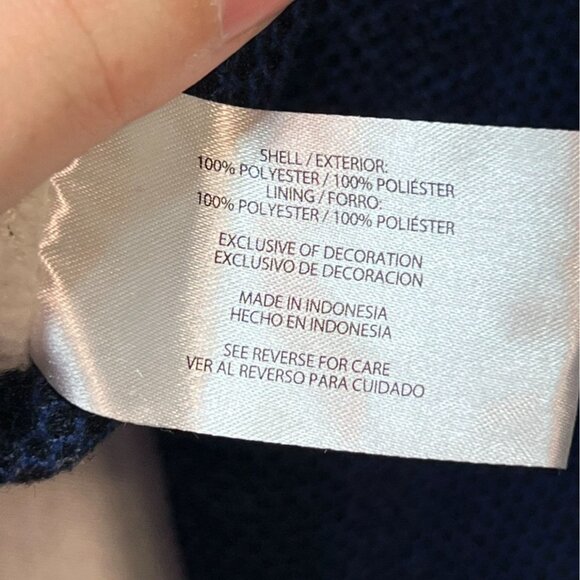 SHELL / EXTERIOR:
100% POLYESTER / 100% POLIÉSTER
LINING / FORRO:
100% POLYESTER / 100% POLIÉSTER
EXCLUSIVE OF DECORATION
EXCLUSIVO DE DECORACION
MADE IN INDONESIA
HECHO EN INDONESIA
SEE REVERSE FOR CARE
VER AL REVERSO PARA CUIDADO